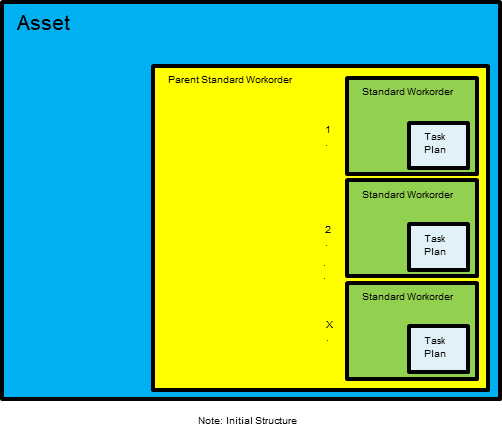 Asset
Parent Standard Workorder
Standard Workorder
1
.
Task
Plan
Standard Workorder
2
.
Task
Plan
.
.
Standard Workorder
X
.
Task
Plan
Note: Initial Structure